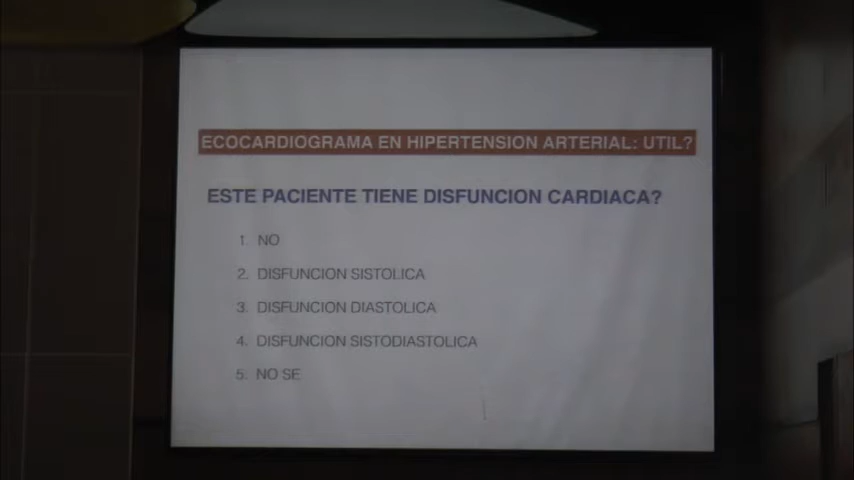 ECOCARDIOGRAMA EN HIPERTENSION ARTERIAL: UTIL?
ESTE PACIENTE TIENE DISFUNCION CARDIACA?
1. NO
2. DISFUNCION SISTOLICA
3. DISFUNCION DIASTOLICA
4. DISFUNCION SISTODIASTOLICA
5. NO SE